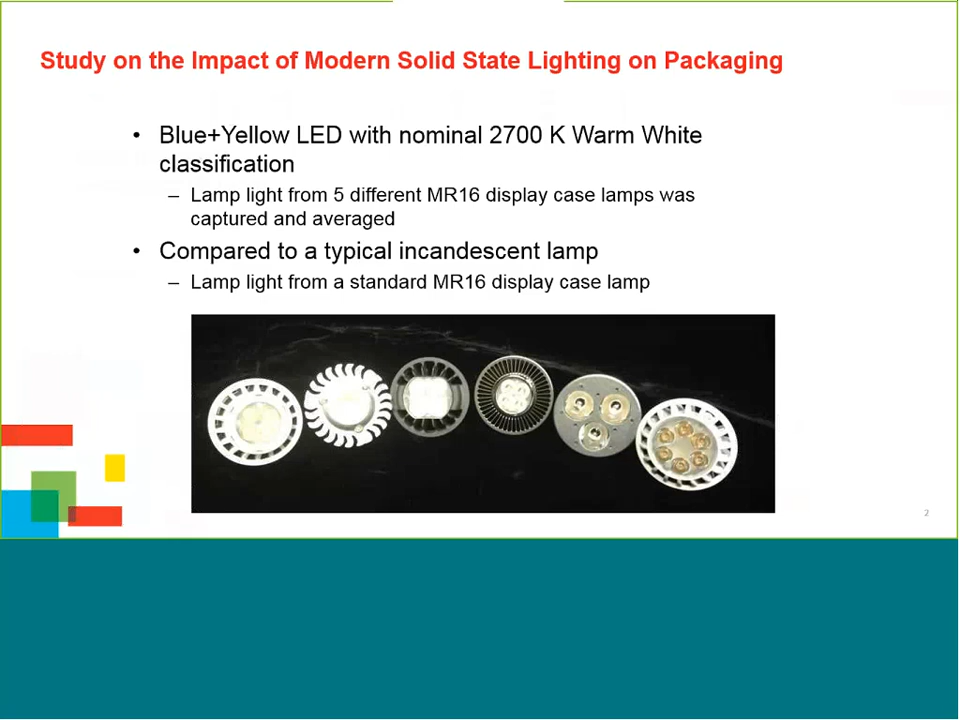 Study on the Impact of Modern Solid State Lighting on Packaging
• Blue+Yellow LED with nominal 2700 K Warm White
classification
– Lamp light from 5 different MR16 display case lamps was
captured and averaged
• Compared to a typical incandescent lamp
– Lamp light from a standard MR16 display case lamp
2